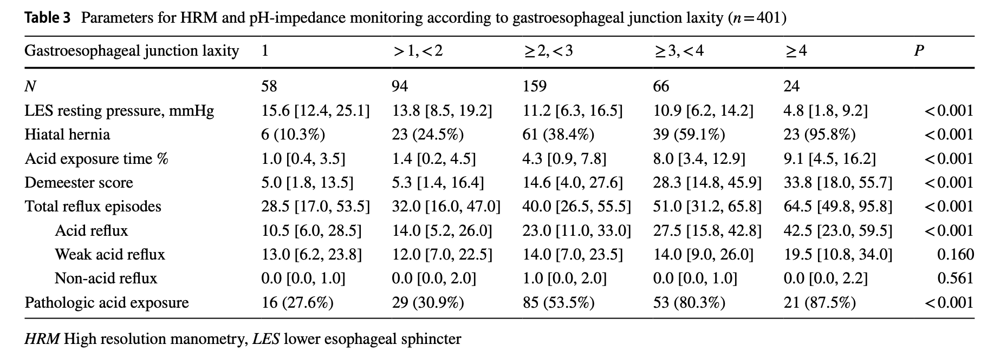 Table 3 Parameters for HRM and pH-impedance monitoring according to gastroesophageal junction laxity (n=401)
Gastroesophageal junction laxity 1 >1,<2 ≥2,<3 ≥3,<4 ≥4 P
N 58 94 159 66 24
LES resting pressure, mmHg 15.6 [12.4, 25.1] 13.8 [8.5, 19.2] 11.2 [6.3, 16.5] 10.9 [6.2, 14.2] 4.8 [1.8, 9.2] <0.001
Hiatal hernia 6 (10.3%) 23 (24.5%) 61 (38.4%) 39 (59.1%) 23 (95.8%) <0.001
Acid exposure time % 1.0 [0.4, 3.5] 1.4 [0.2, 4.5] 4.3 [0.9, 7.8] 8.0 [3.4, 12.9] 9.1 [4.5, 16.2] <0.001
Demeester score 5.0 [1.8, 13.5] 5.3 [1.4, 16.4] 14.6 [4.0, 27.6] 28.3 [14.8, 45.9] 33.8 [18.0, 55.7] <0.001
Total reflux episodes 28.5 [17.0, 53.5] 32.0 [16.0, 47.0] 40.0 [26.5, 55.5] 51.0 [31.2, 65.8] 64.5 [49.8, 95.8] <0.001
Acid reflux 10.5 [6.0, 28.5] 14.0 [5.2, 26.0] 23.0 [11.0, 33.0] 27.5 [15.8, 42.8] 42.5 [23.0, 59.5] <0.001
Weak acid reflux 13.0 [6.2, 23.8] 12.0 [7.0, 22.5] 14.0 [7.0, 23.5] 14.0 [9.0, 26.0] 19.5 [10.8, 34.0] 0.160
Non-acid reflux 0.0 [0.0, 1.0] 0.0 [0.0, 2.0] 1.0 [0.0, 2.0] 0.0 [0.0, 1.0] 0.0 [0.0, 2.2] 0.561
Pathologic acid exposure 16 (27.6%) 29 (30.9%) 85 (53.5%) 53 (80.3%) 21 (87.5%) <0.001
HRM High resolution manometry, LES lower esophageal sphincter